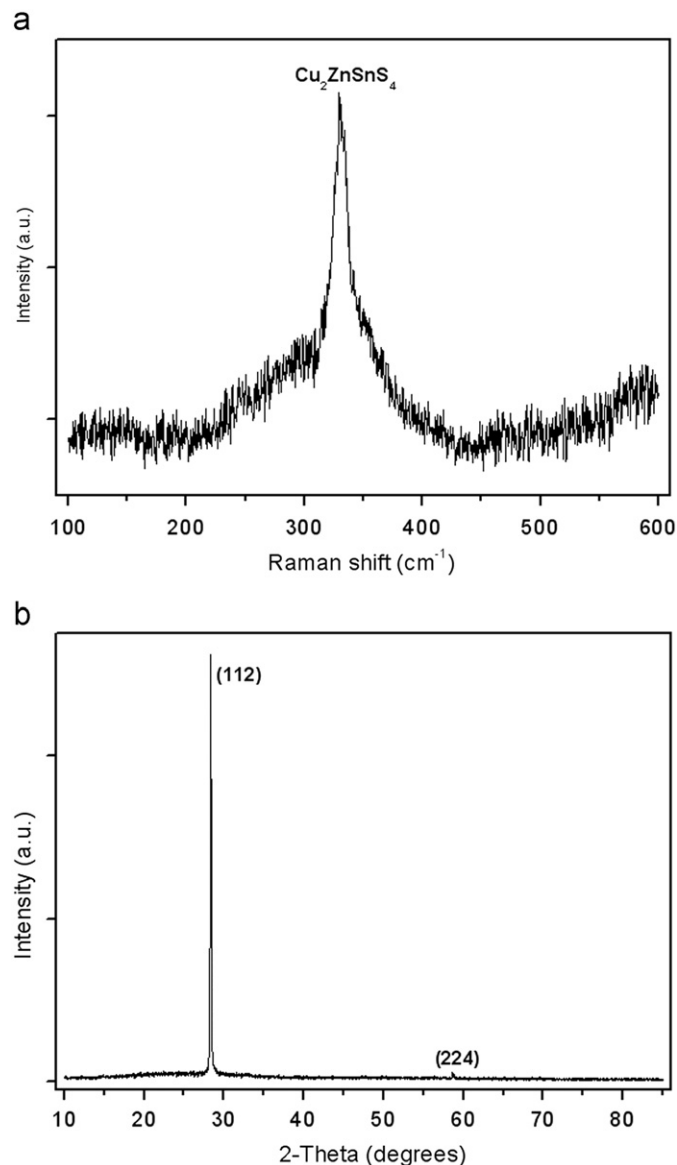 a
Cu₂ZnSnS₄
Intensity (a.u.)
100 200 300 400 500 600
Raman shift (cm⁻¹)
b
(112)
(224)
Intensity (a.u.)
10 20 30 40 50 60 70 80
2-Theta (degrees)